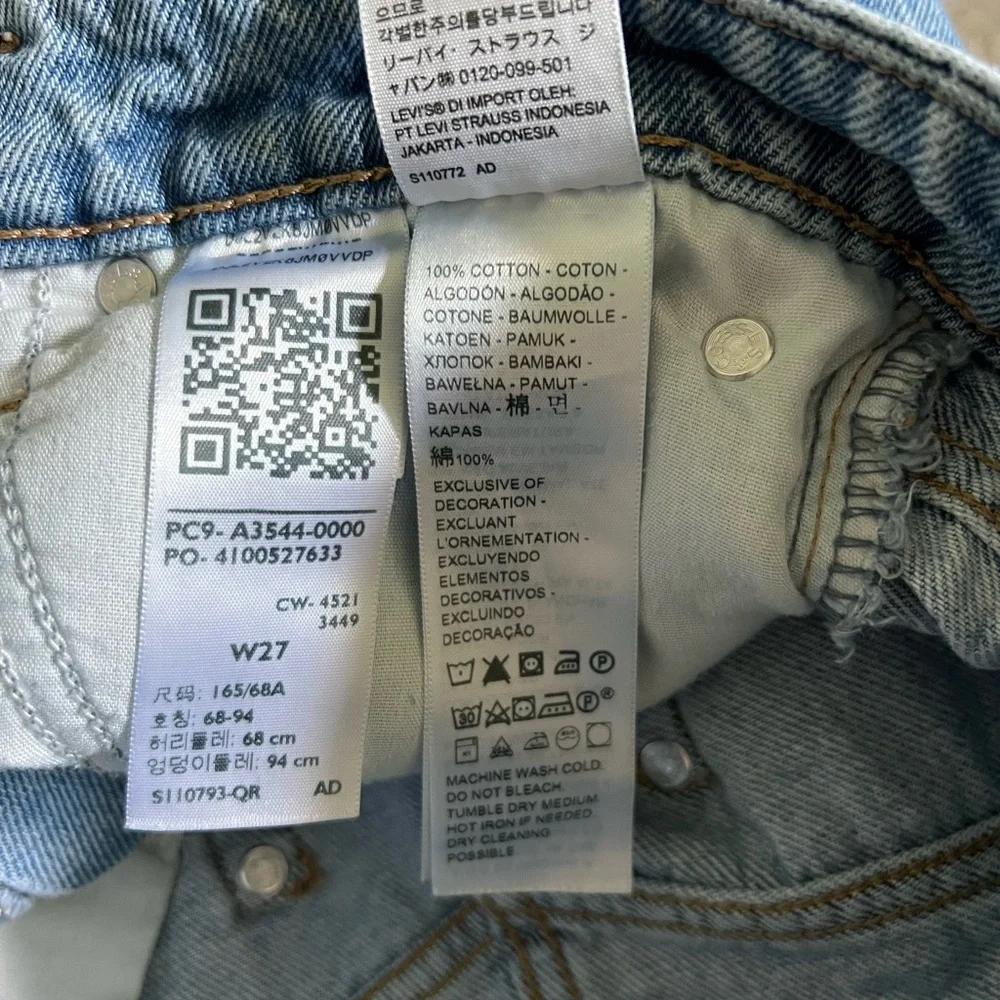 으므로
각별한주의를당부드립니다
リーバイ・ストラウス ジ
ャパン㈱ 0120-099-501
LEVI'S® DI IMPORT OLEH:
PT LEVI STRAUSS INDONESIA
JAKARTA - INDONESIA
S110772 AD
PC9- A3544-0000
PO- 4100527633
CW- 4521
3449
W27
尺码: 165/68A
호칭: 68-94
허리둘레: 68 cm
엉덩이둘레: 94 cm
S110793-QR AD
100% COTTON - COTON -
ALGODÓN - ALGODÃO -
COTONE - BAUMWOLLE -
KATOEN - PAMUK -
ХЛОПОК - BAMBAKI -
BAWEŁNA - PAMUT -
BAVLNA - 棉 - 면 -
KAPAS
綿100%
EXCLUSIVE OF
DECORATION -
EXCLUANT
L'ORNEMENTATION -
EXCLUYENDO
ELEMENTOS
DECORATIVOS -
EXCLUINDO
DECORAÇÃO
P
30 P®
MACHINE WASH COLD.
DO NOT BLEACH.
TUMBLE DRY MEDIUM
HOT IRON IF NEEDED
DRY CLEANING
POSSIBLE